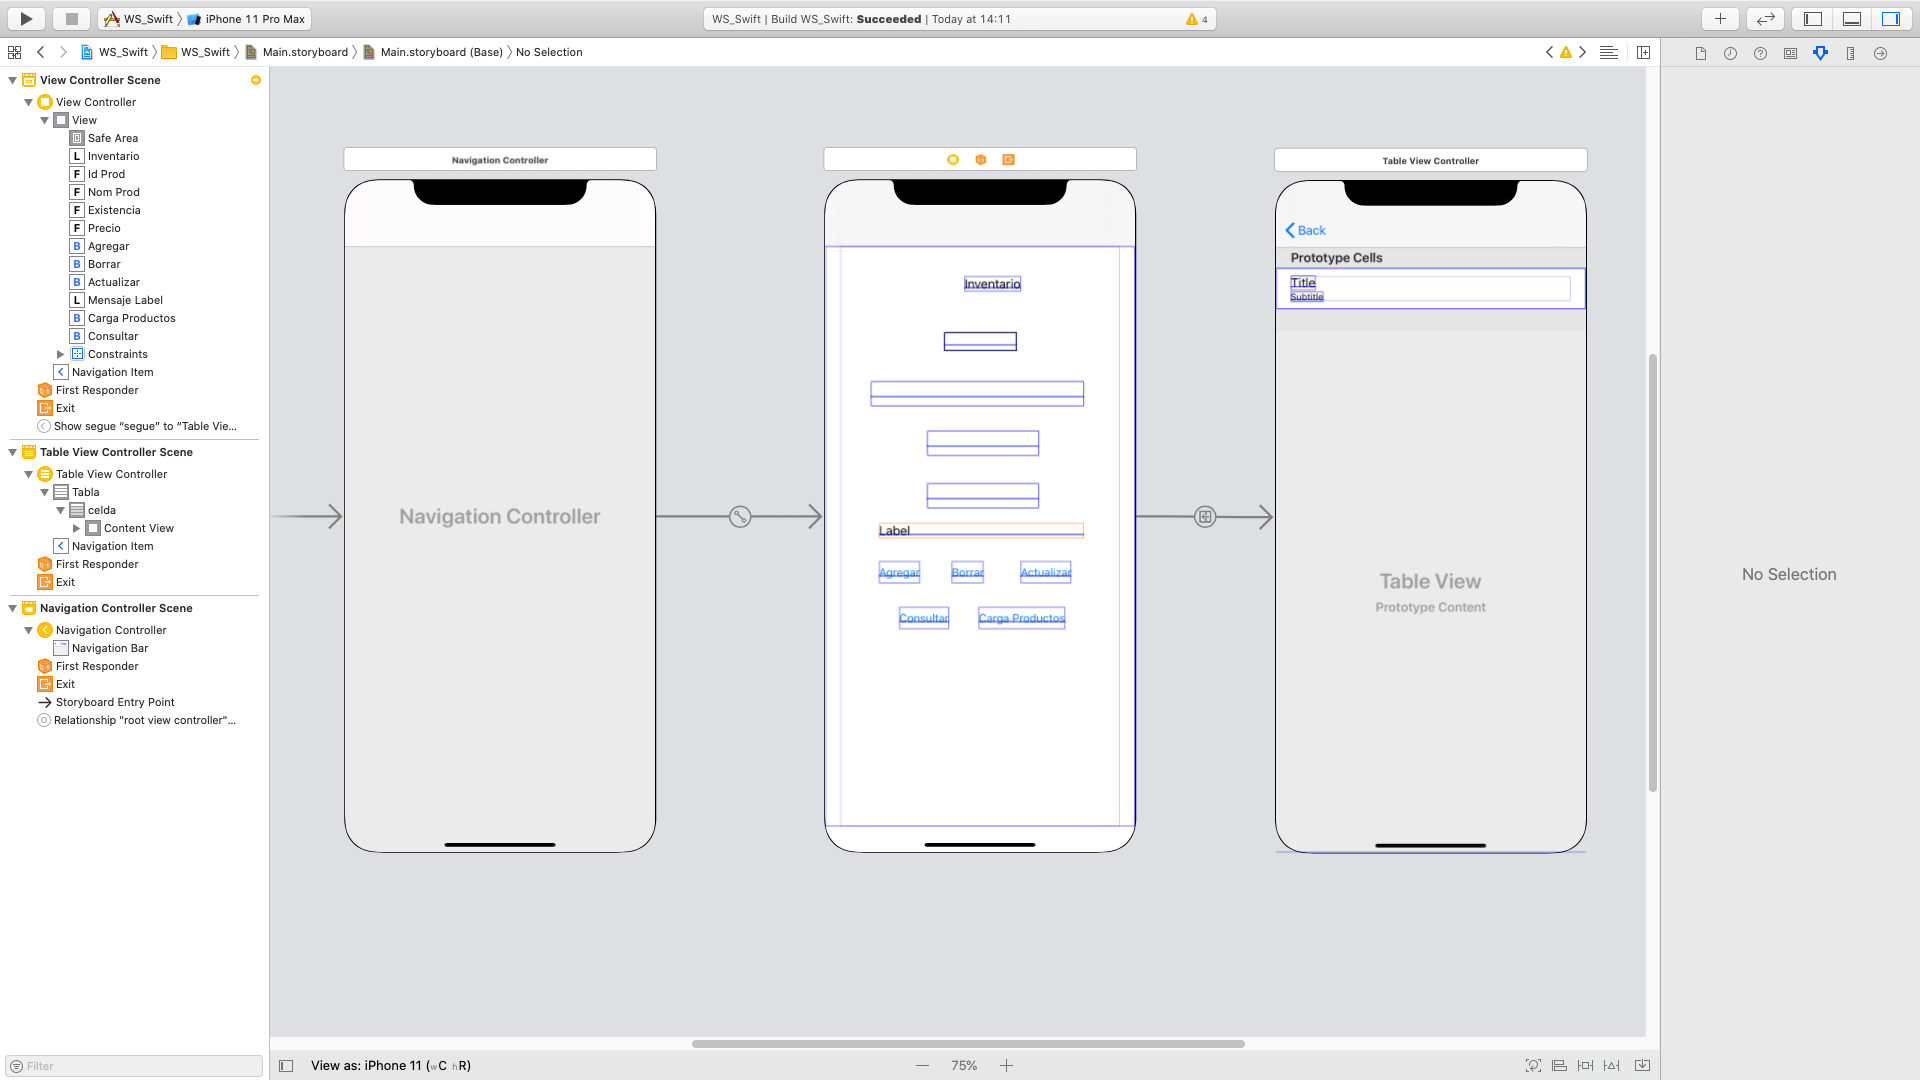 WS_Swift 〉 iPhone 11 Pro Max
WS_Swift | Build WS_Swift: Succeeded | Today at 14:11
4
WS_Swift 〉 WS_Swift 〉 Main.storyboard 〉 Main.storyboard (Base) 〉 No Selection
View Controller Scene
View Controller
View
Safe Area
L Inventario
F Id Prod
F Nom Prod
F Existencia
F Precio
B Agregar
B Borrar
B Actualizar
L Mensaje Label
B Carga Productos
B Consultar
Constraints
Navigation Item
First Responder
Exit
Show segue “segue” to “Table Vie...
Table View Controller Scene
Table View Controller
Tabla
celda
Content View
Navigation Item
First Responder
Exit
Navigation Controller Scene
Navigation Controller
Navigation Bar
First Responder
Exit
Storyboard Entry Point
Relationship "root view controller"...
Filter
Navigation Controller
Navigation Controller
Inventario
Label
Agregar Borrar Actualizar
Consultar Carga Productos
Table View Controller
Back
Prototype Cells
Title
Subtitle
Table View
Prototype Content
No Selection
View as: iPhone 11 (wC hR)
75%